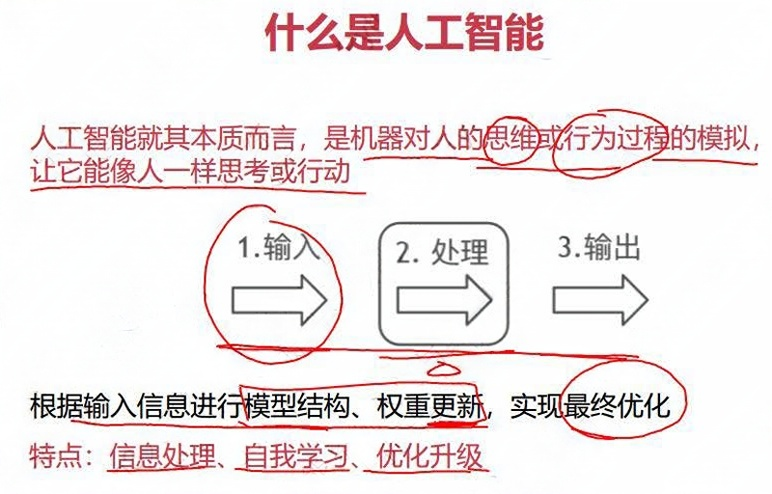 什么是人工智能
人工智能就其本质而言，是机器对人的思维或行为过程的模拟，
让它能像人一样思考或行动
1.输入
2. 处理
3.输出
根据输入信息进行模型结构、权重更新，实现最终优化
特点：信息处理、自我学习、优化升级